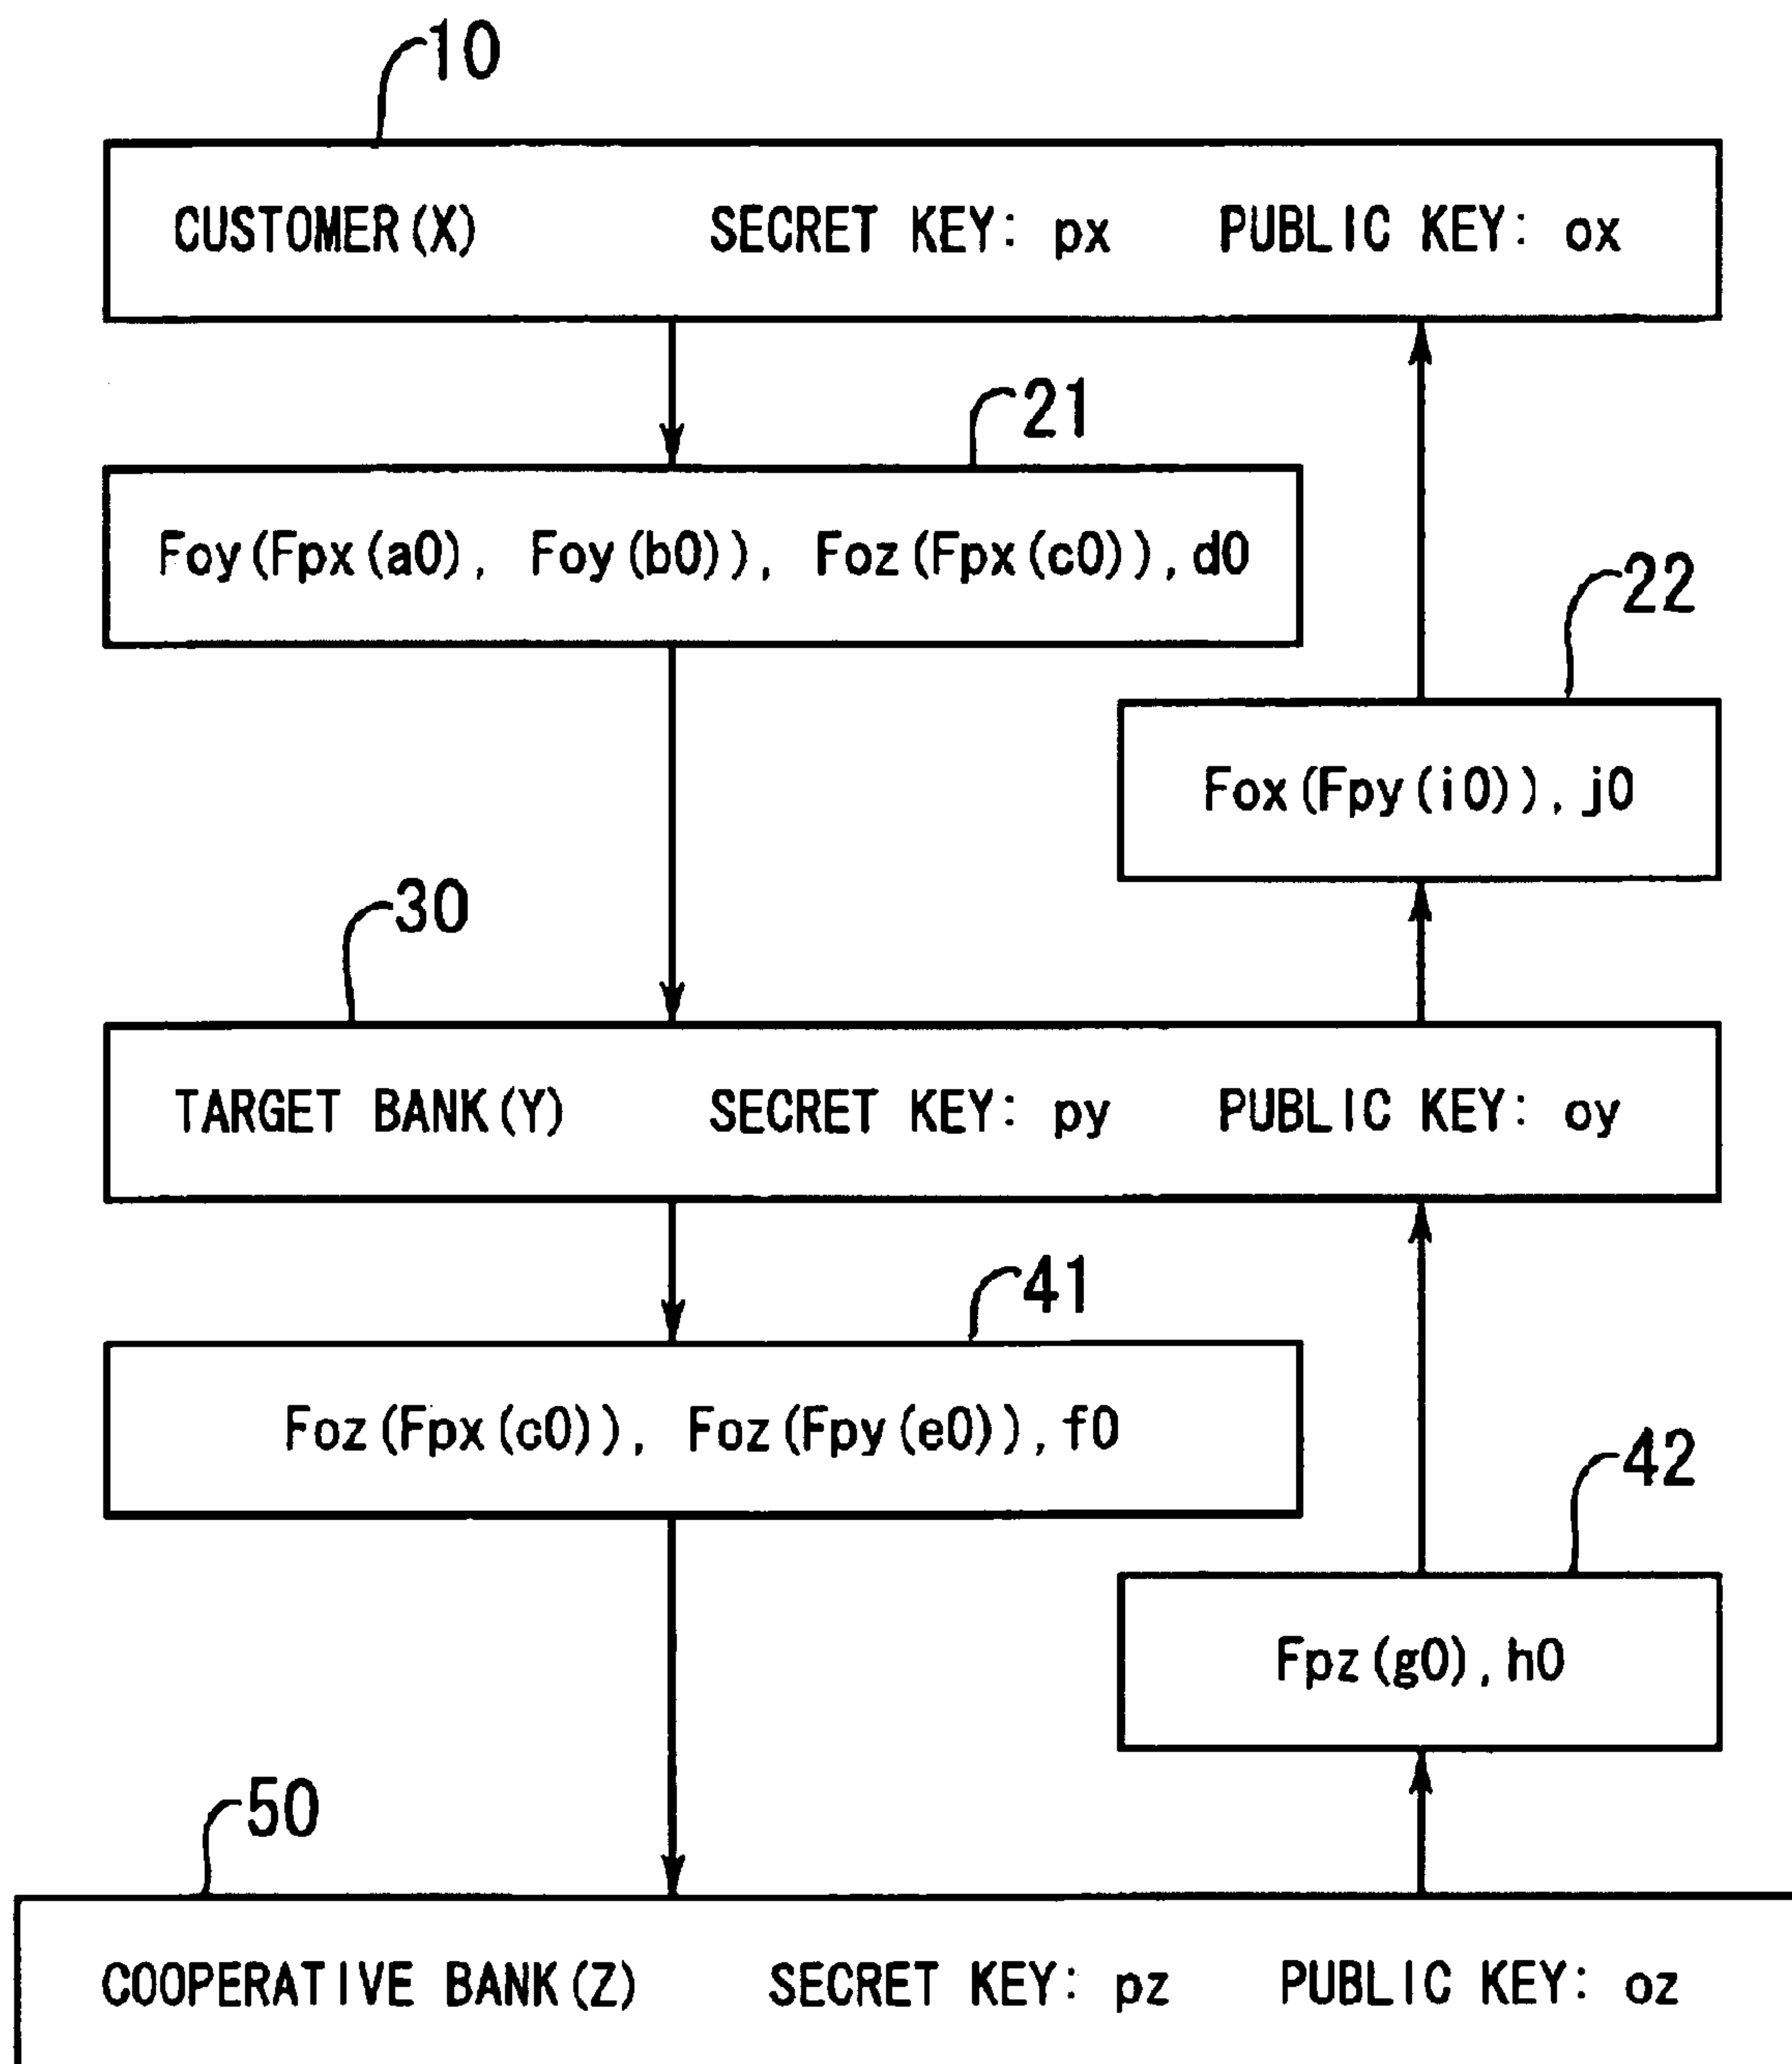 10
CUSTOMER(X) SECRET KEY: px PUBLIC KEY: ox
21
Foy(Fpx(a0), Foy(b0)), Foz(Fpx(c0)),d0
22
Fox(Fpy(i0)),j0
30
TARGET BANK(Y) SECRET KEY: py PUBLIC KEY: oy
41
Foz(Fpx(c0)), Foz(Fpy(e0)),f0
42
Fpz(g0),h0
50
COOPERATIVE BANK(Z) SECRET KEY: pz PUBLIC KEY: oz